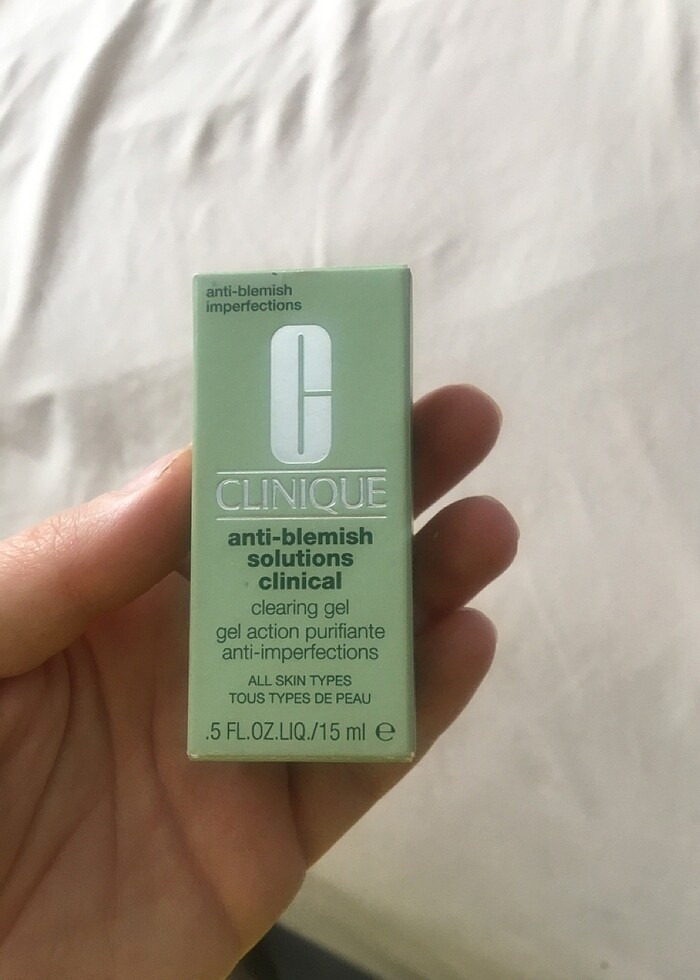 anti-blemish
imperfections
C
CLINIQUE
anti-blemish
solutions
clinical
clearing gel
gel action purifiante
anti-imperfections
ALL SKIN TYPES
TOUS TYPES DE PEAU
.5 FL.OZ.LIQ./15 ml ℮